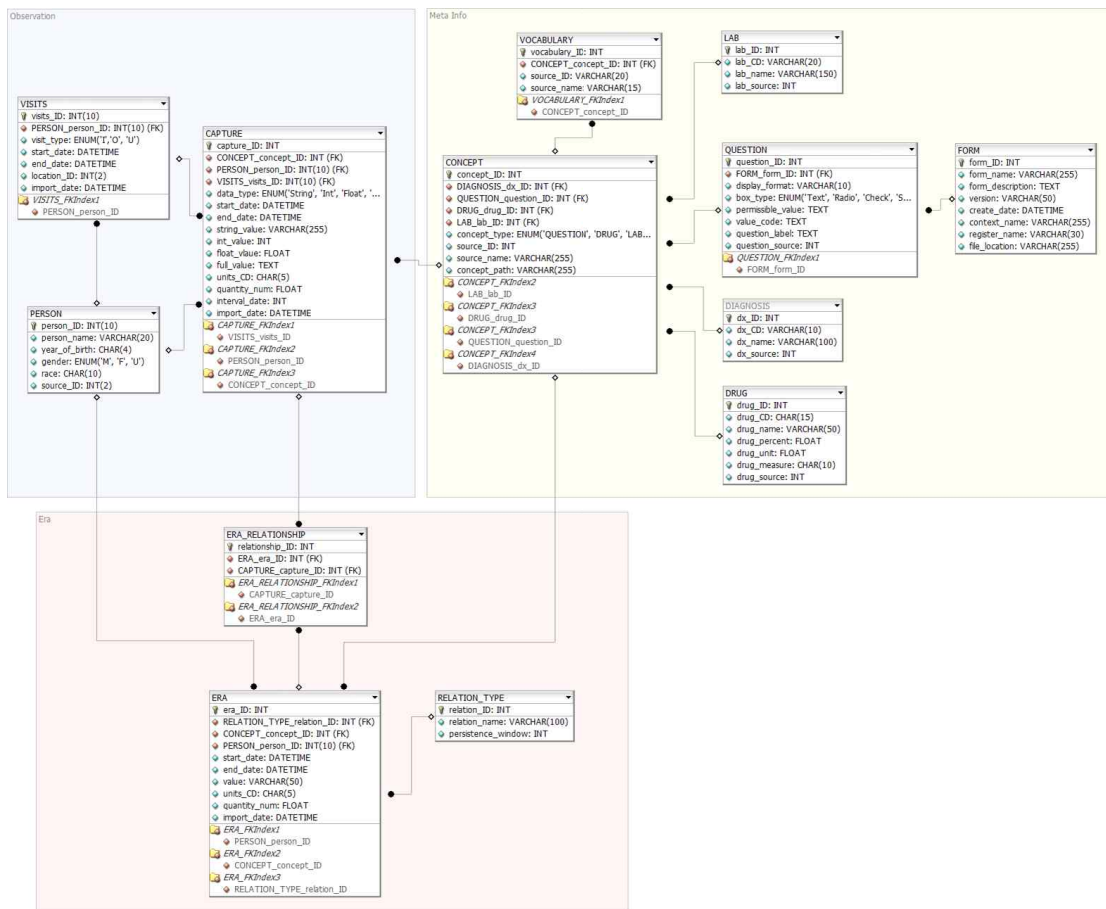 Observation
VISITS
visits_ID: INT(10)
PERSON_person_ID: INT(10) (FK)
visit_type: ENUM('I','O', 'U')
start_date: DATETIME
end_date: DATETIME
location_ID: INT(2)
import_date: DATETIME
VISITS_FKIndex1
PERSON_person_ID
PERSON
person_ID: INT(10)
person_name: VARCHAR(20)
year_of_birth: CHAR(4)
gender: ENUM('M', 'F', 'U')
race: CHAR(10)
source_ID: INT(2)
CAPTURE
capture_ID: INT
CONCEPT_concept_ID: INT (FK)
PERSON_person_ID: INT(10) (FK)
VISITS_visits_ID: INT(10) (FK)
data_type: ENUM('String', 'Int', 'Float', '...
start_date: DATETIME
end_date: DATETIME
string_value: VARCHAR(255)
int_value: INT
float_vlaue: FLOAT
full_value: TEXT
units_CD: CHAR(5)
quantity_num: FLOAT
interval_date: INT
import_date: DATETIME
CAPTURE_FKIndex1
VISITS_visits_ID
CAPTURE_FKIndex2
PERSON_person_ID
CAPTURE_FKIndex3
CONCEPT_concept_ID
Meta Info
VOCABULARY
vocabulary_ID: INT
CONCEPT_concept_ID: INT (FK)
source_ID: VARCHAR(20)
source_name: VARCHAR(15)
VOCABULARY_FKIndex1
CONCEPT_concept_ID
CONCEPT
concept_ID: INT
DIAGNOSIS_dx_ID: INT (FK)
QUESTION_question_ID: INT (FK)
DRUG_drug_ID: INT (FK)
LAB_lab_ID: INT (FK)
concept_type: ENUM('QUESTION', 'DRUG', 'LAB...
source_ID: INT
source_name: VARCHAR(255)
concept_path: VARCHAR(255)
CONCEPT_FKIndex2
LAB_lab_ID
CONCEPT_FKIndex3
DRUG_drug_ID
CONCEPT_FKIndex3
QUESTION_question_ID
CONCEPT_FKIndex4
DIAGNOSIS_dx_ID
LAB
lab_ID: INT
lab_CD: VARCHAR(20)
lab_name: VARCHAR(150)
lab_source: INT
QUESTION
question_ID: INT
FORM_form_ID: INT (FK)
display_format: VARCHAR(10)
box_type: ENUM('Text', 'Radio', 'Check', 'S...
permissible_value: TEXT
value_code: TEXT
question_label: TEXT
question_source: INT
QUESTION_FKIndex1
FORM_form_ID
FORM
form_ID: INT
form_name: VARCHAR(255)
form_description: TEXT
version: VARCHAR(50)
create_date: DATETIME
context_name: VARCHAR(255)
register_name: VARCHAR(30)
file_location: VARCHAR(255)
DIAGNOSIS
dx_ID: INT
dx_CD: VARCHAR(10)
dx_name: VARCHAR(100)
dx_source: INT
DRUG
drug_ID: INT
drug_CD: CHAR(15)
drug_name: VARCHAR(50)
drug_percent: FLOAT
drug_unit: FLOAT
drug_measure: CHAR(10)
drug_source: INT
Era
ERA_RELATIONSHIP
relationship_ID: INT
ERA_era_ID: INT (FK)
CAPTURE_capture_ID: INT (FK)
ERA_RELATIONSHIP_FKIndex1
CAPTURE_capture_ID
ERA_RELATIONSHIP_FKIndex2
ERA_era_ID
ERA
era_ID: INT
RELATION_TYPE_relation_ID: INT (FK)
CONCEPT_concept_ID: INT (FK)
PERSON_person_ID: INT(10) (FK)
start_date: DATETIME
end_date: DATETIME
value: VARCHAR(50)
units_CD: CHAR(5)
quantity_num: FLOAT
import_date: DATETIME
ERA_FKIndex1
PERSON_person_ID
ERA_FKIndex2
CONCEPT_concept_ID
ERA_FKIndex3
RELATION_TYPE_relation_ID
RELATION_TYPE
relation_ID: INT
relation_name: VARCHAR(100)
persistence_window: INT